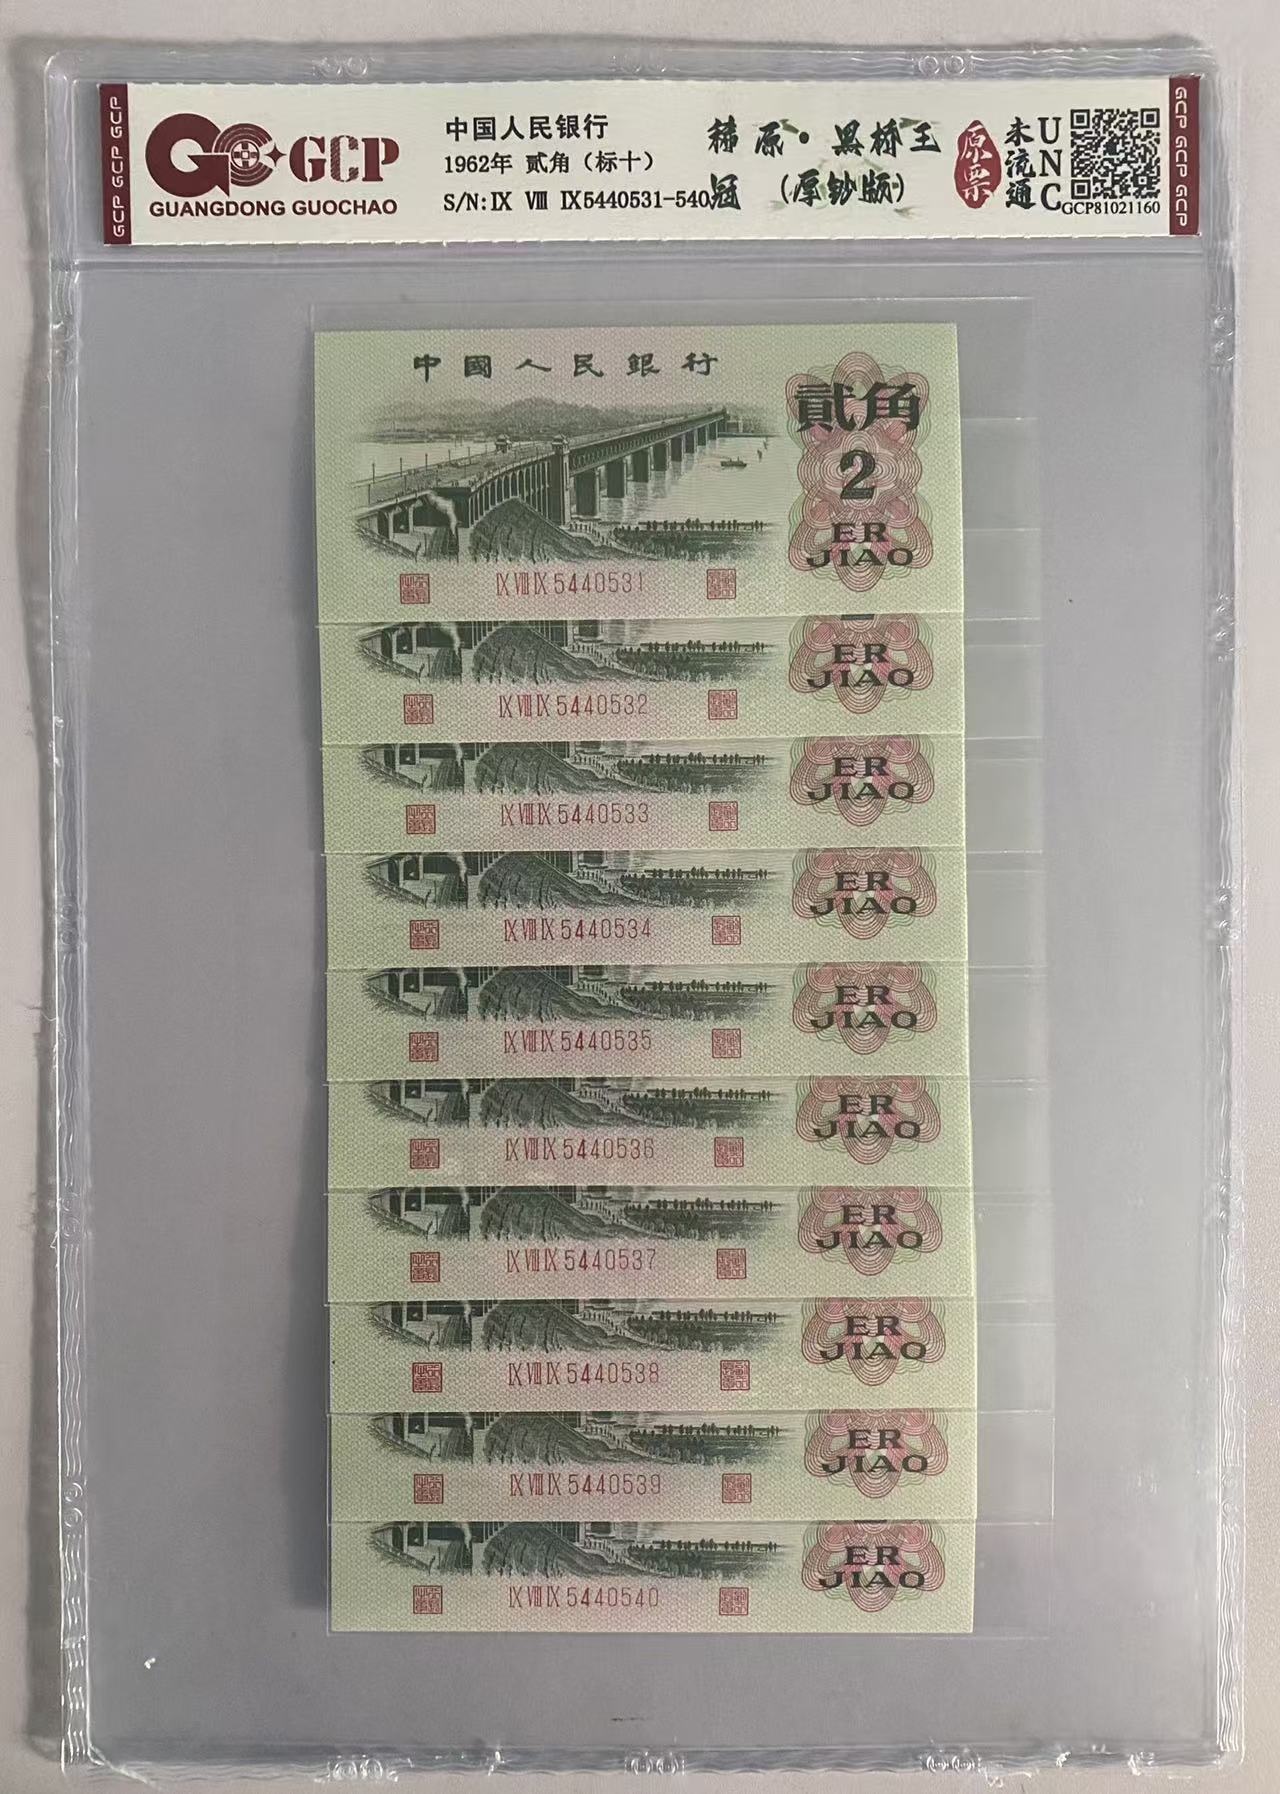 GCP GCP GCP
GCP
GUANGDONG GUOCHAO
中国人民银行
1962年 贰角（标十）
S/N:IX VIII IX5440531-540
稀原·黑桥王
冠 (厚钞版)
原票
未流通
UNC
GCP81021160
GCP GCP GCP
中國人民銀行
貳角
2
ER
JIAO
IX VIII IX 5440531
ER
JIAO
IX VIII IX 5440532
ER
JIAO
IX VIII IX 5440533
ER
JIAO
IX VIII IX 5440534
ER
JIAO
IX VIII IX 5440535
ER
JIAO
IX VIII IX 5440536
ER
JIAO
IX VIII IX 5440537
ER
JIAO
IX VIII IX 5440538
ER
JIAO
IX VIII IX 5440539
ER
JIAO
IX VIII IX 5440540